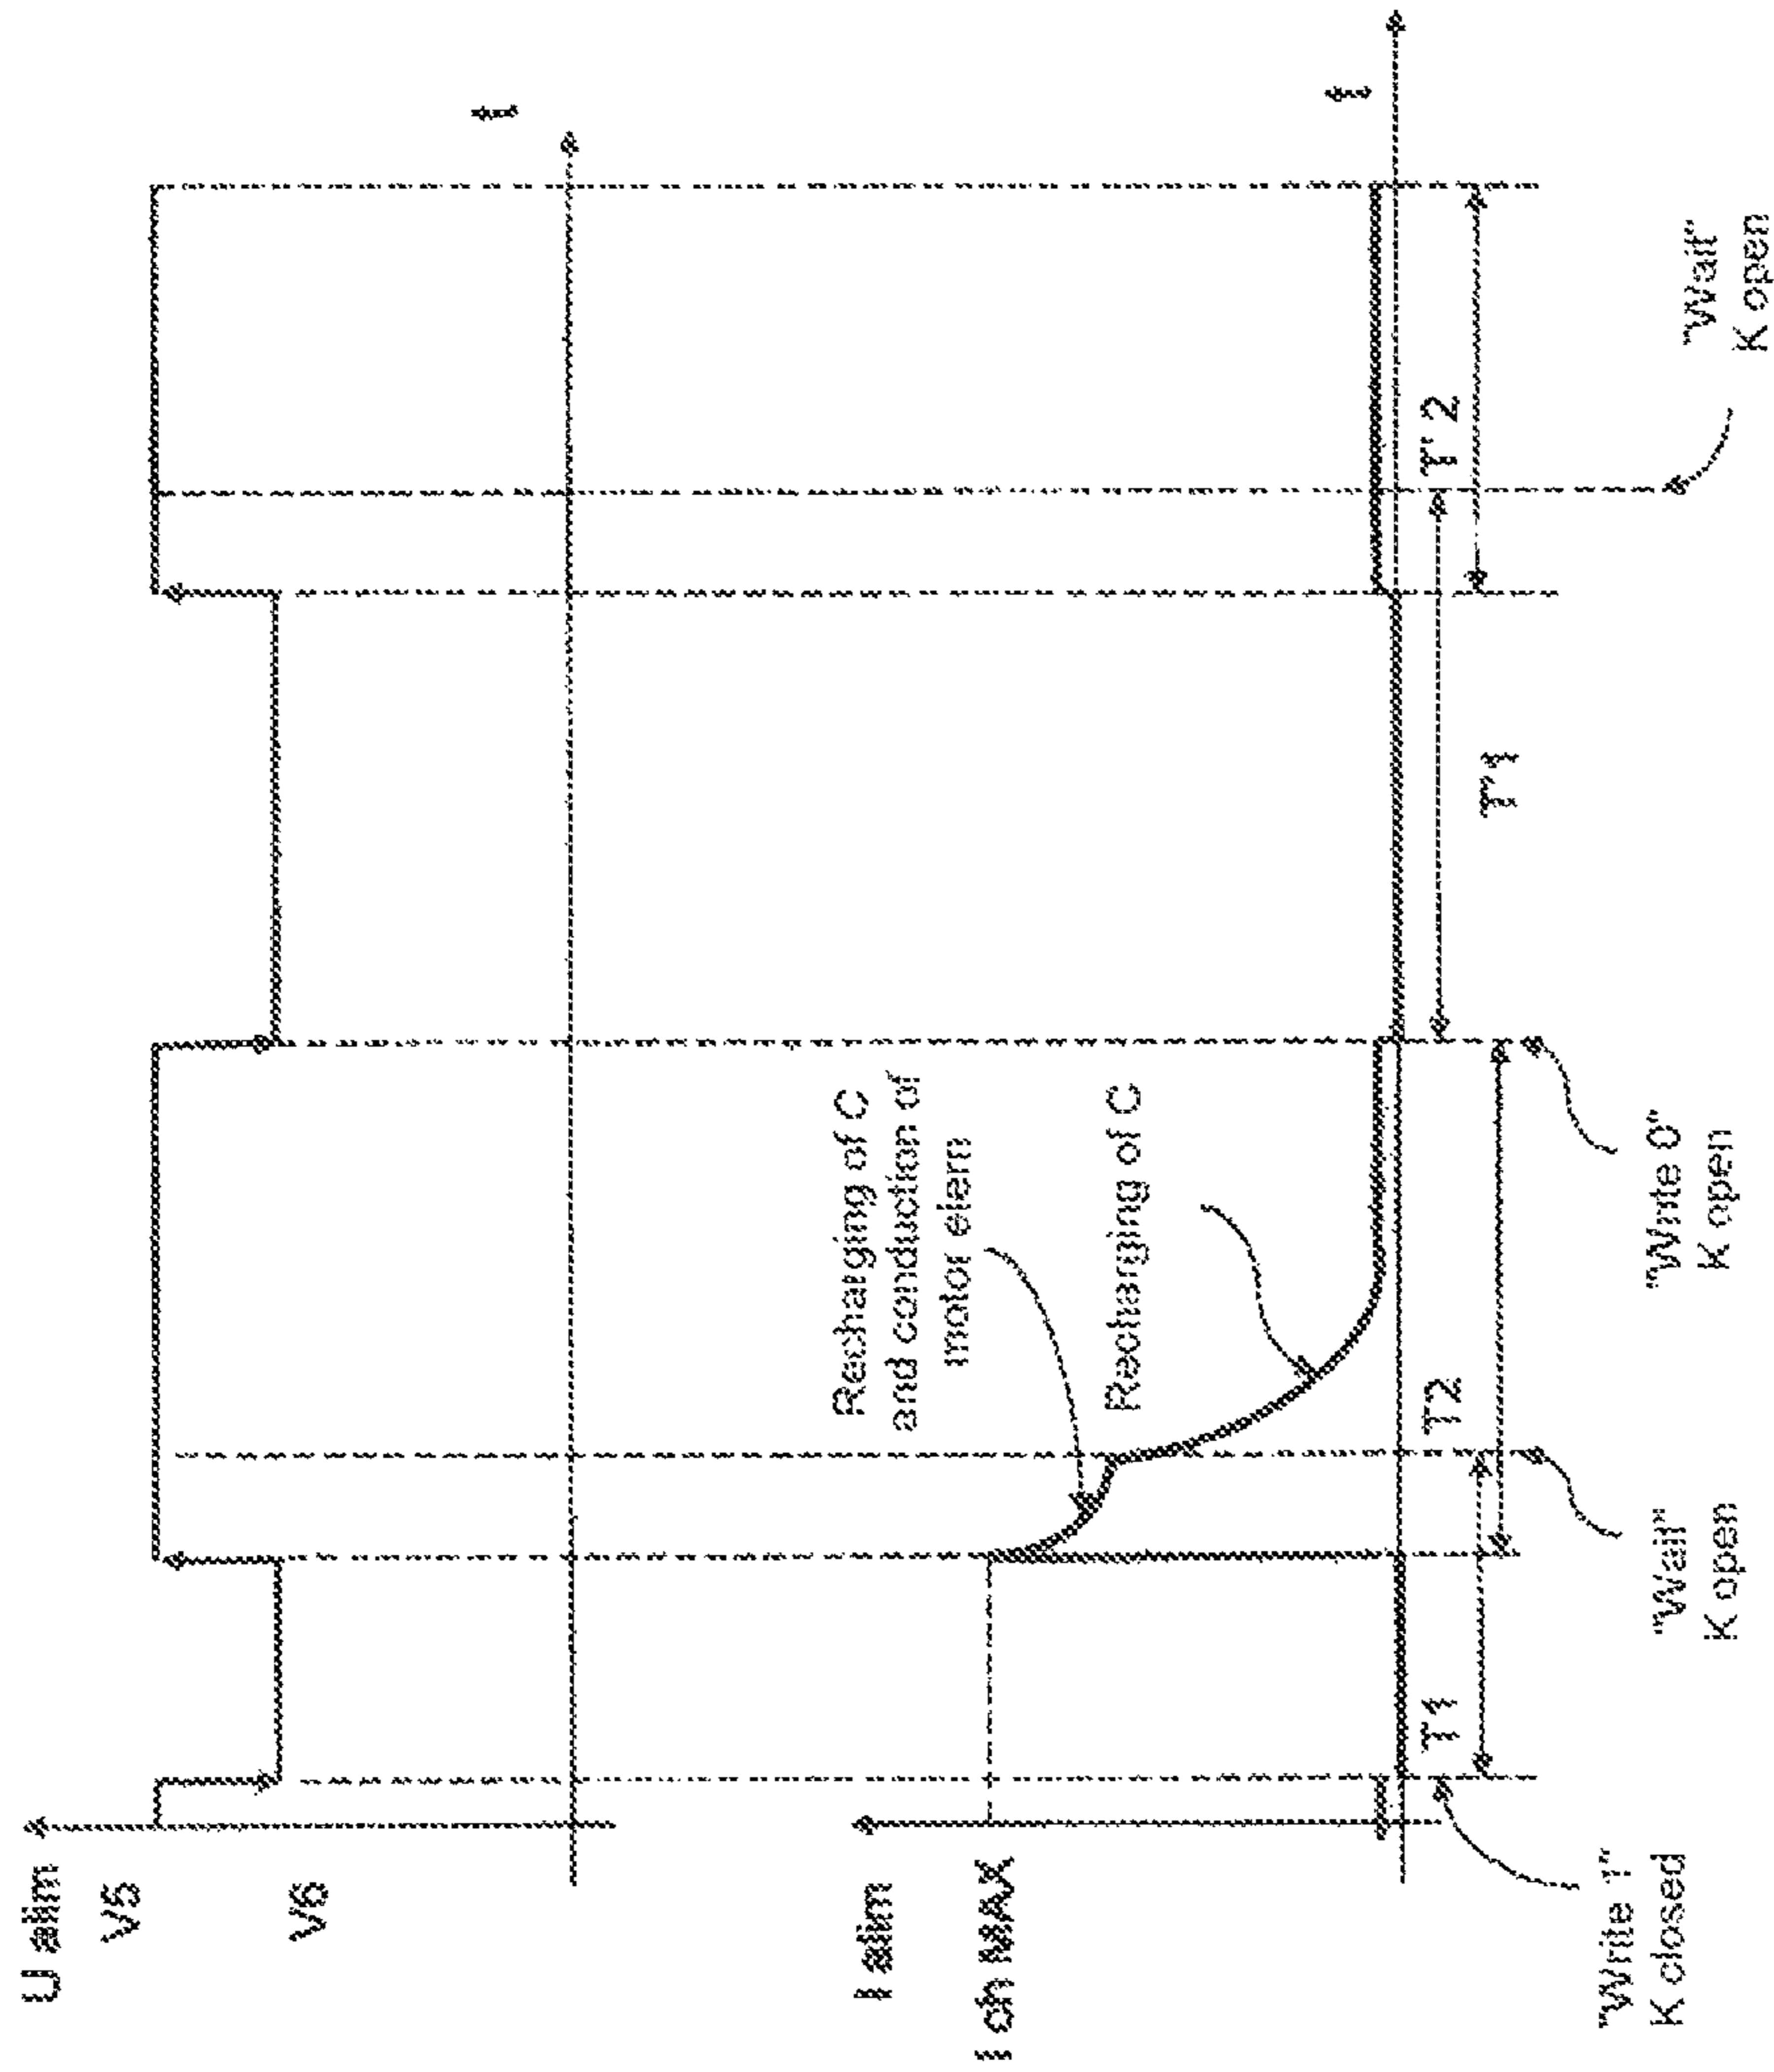 U alim
V5
V6
t
I alim
I ch MAX
Recharging of C
and conduction of
motor elem
Recharging of C
t
T1
T2
T'1
T' 2
"Write 1"
K closed
"Wait"
K open
"Write 0"
K open
"Wait"
K open